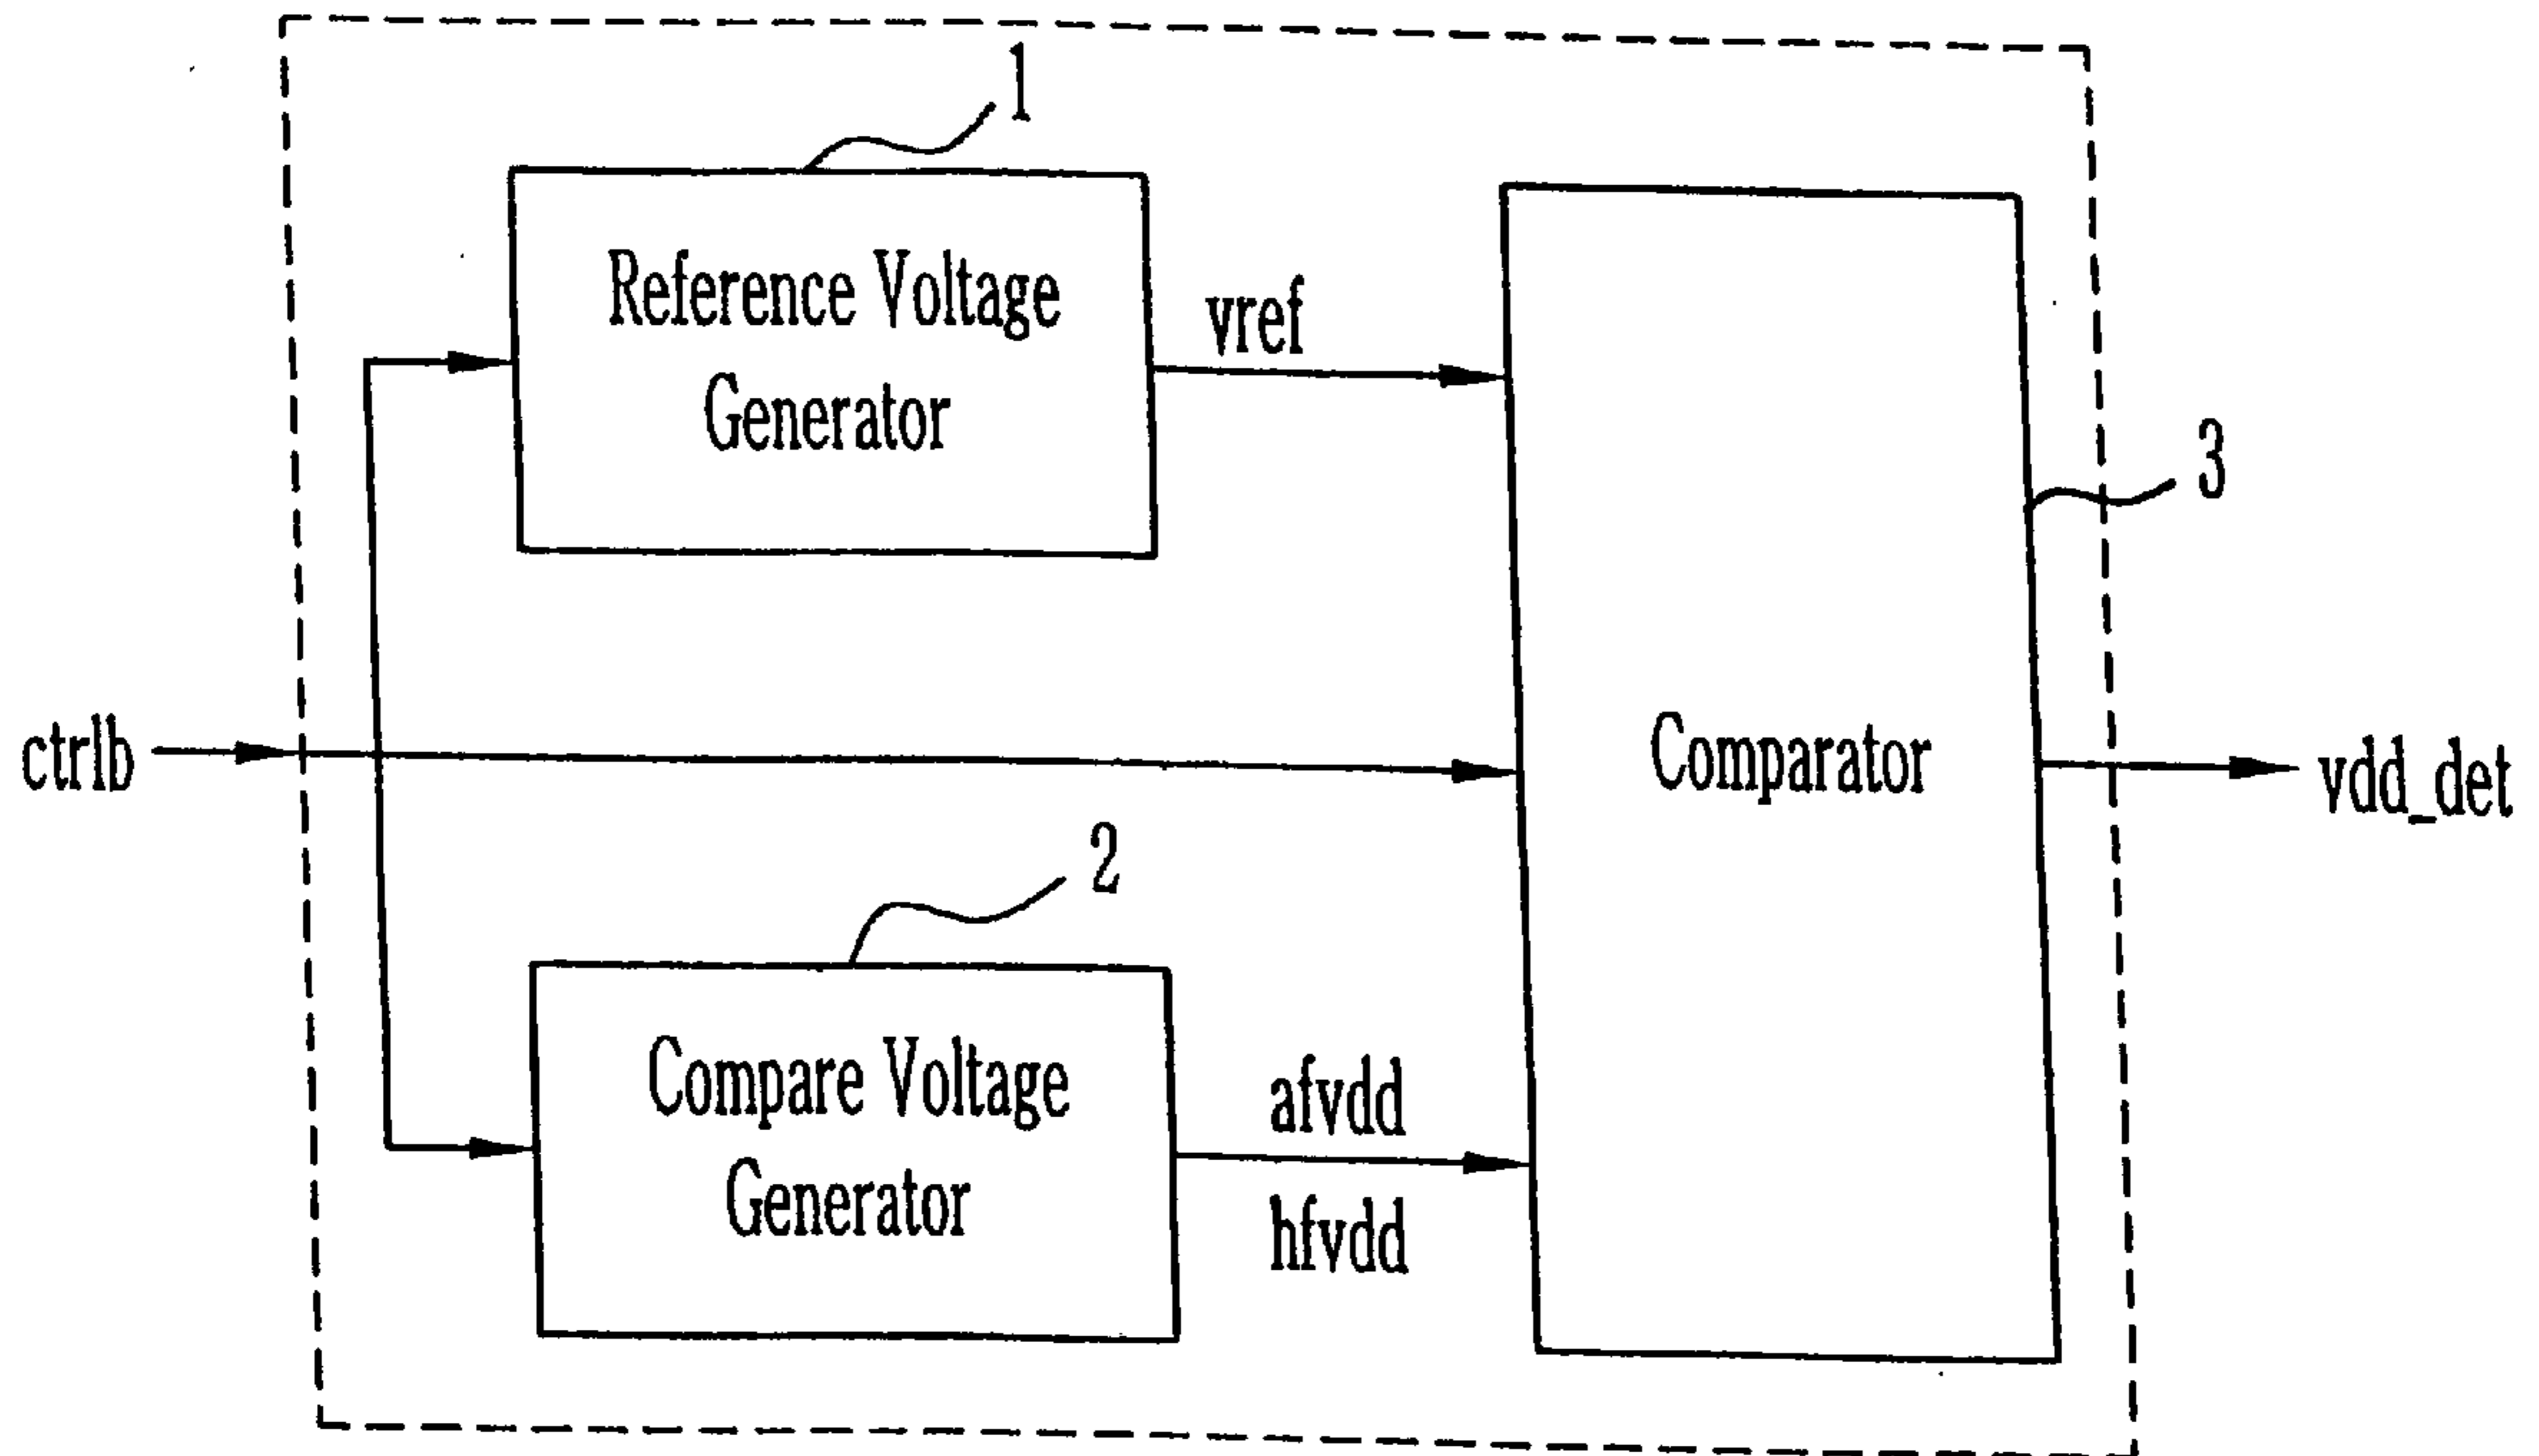 1
Reference Voltage
Generator
vref
3
ctrlb
Comparator
vdd_det
2
Compare Voltage
Generator
afvdd
hfvdd